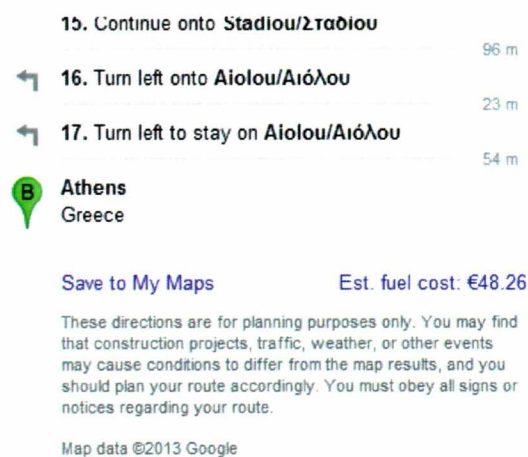 15. Continue onto Stadiou/Σταδίου
96 m
16. Turn left onto Aiolou/Αιόλου
23 m
17. Turn left to stay on Aiolou/Αιόλου
54 m
B
Athens
Greece
Save to My Maps Est. fuel cost: €48.26
These directions are for planning purposes only. You may find
that construction projects, traffic, weather, or other events
may cause conditions to differ from the map results, and you
should plan your route accordingly. You must obey all signs or
notices regarding your route.
Map data ©2013 Google